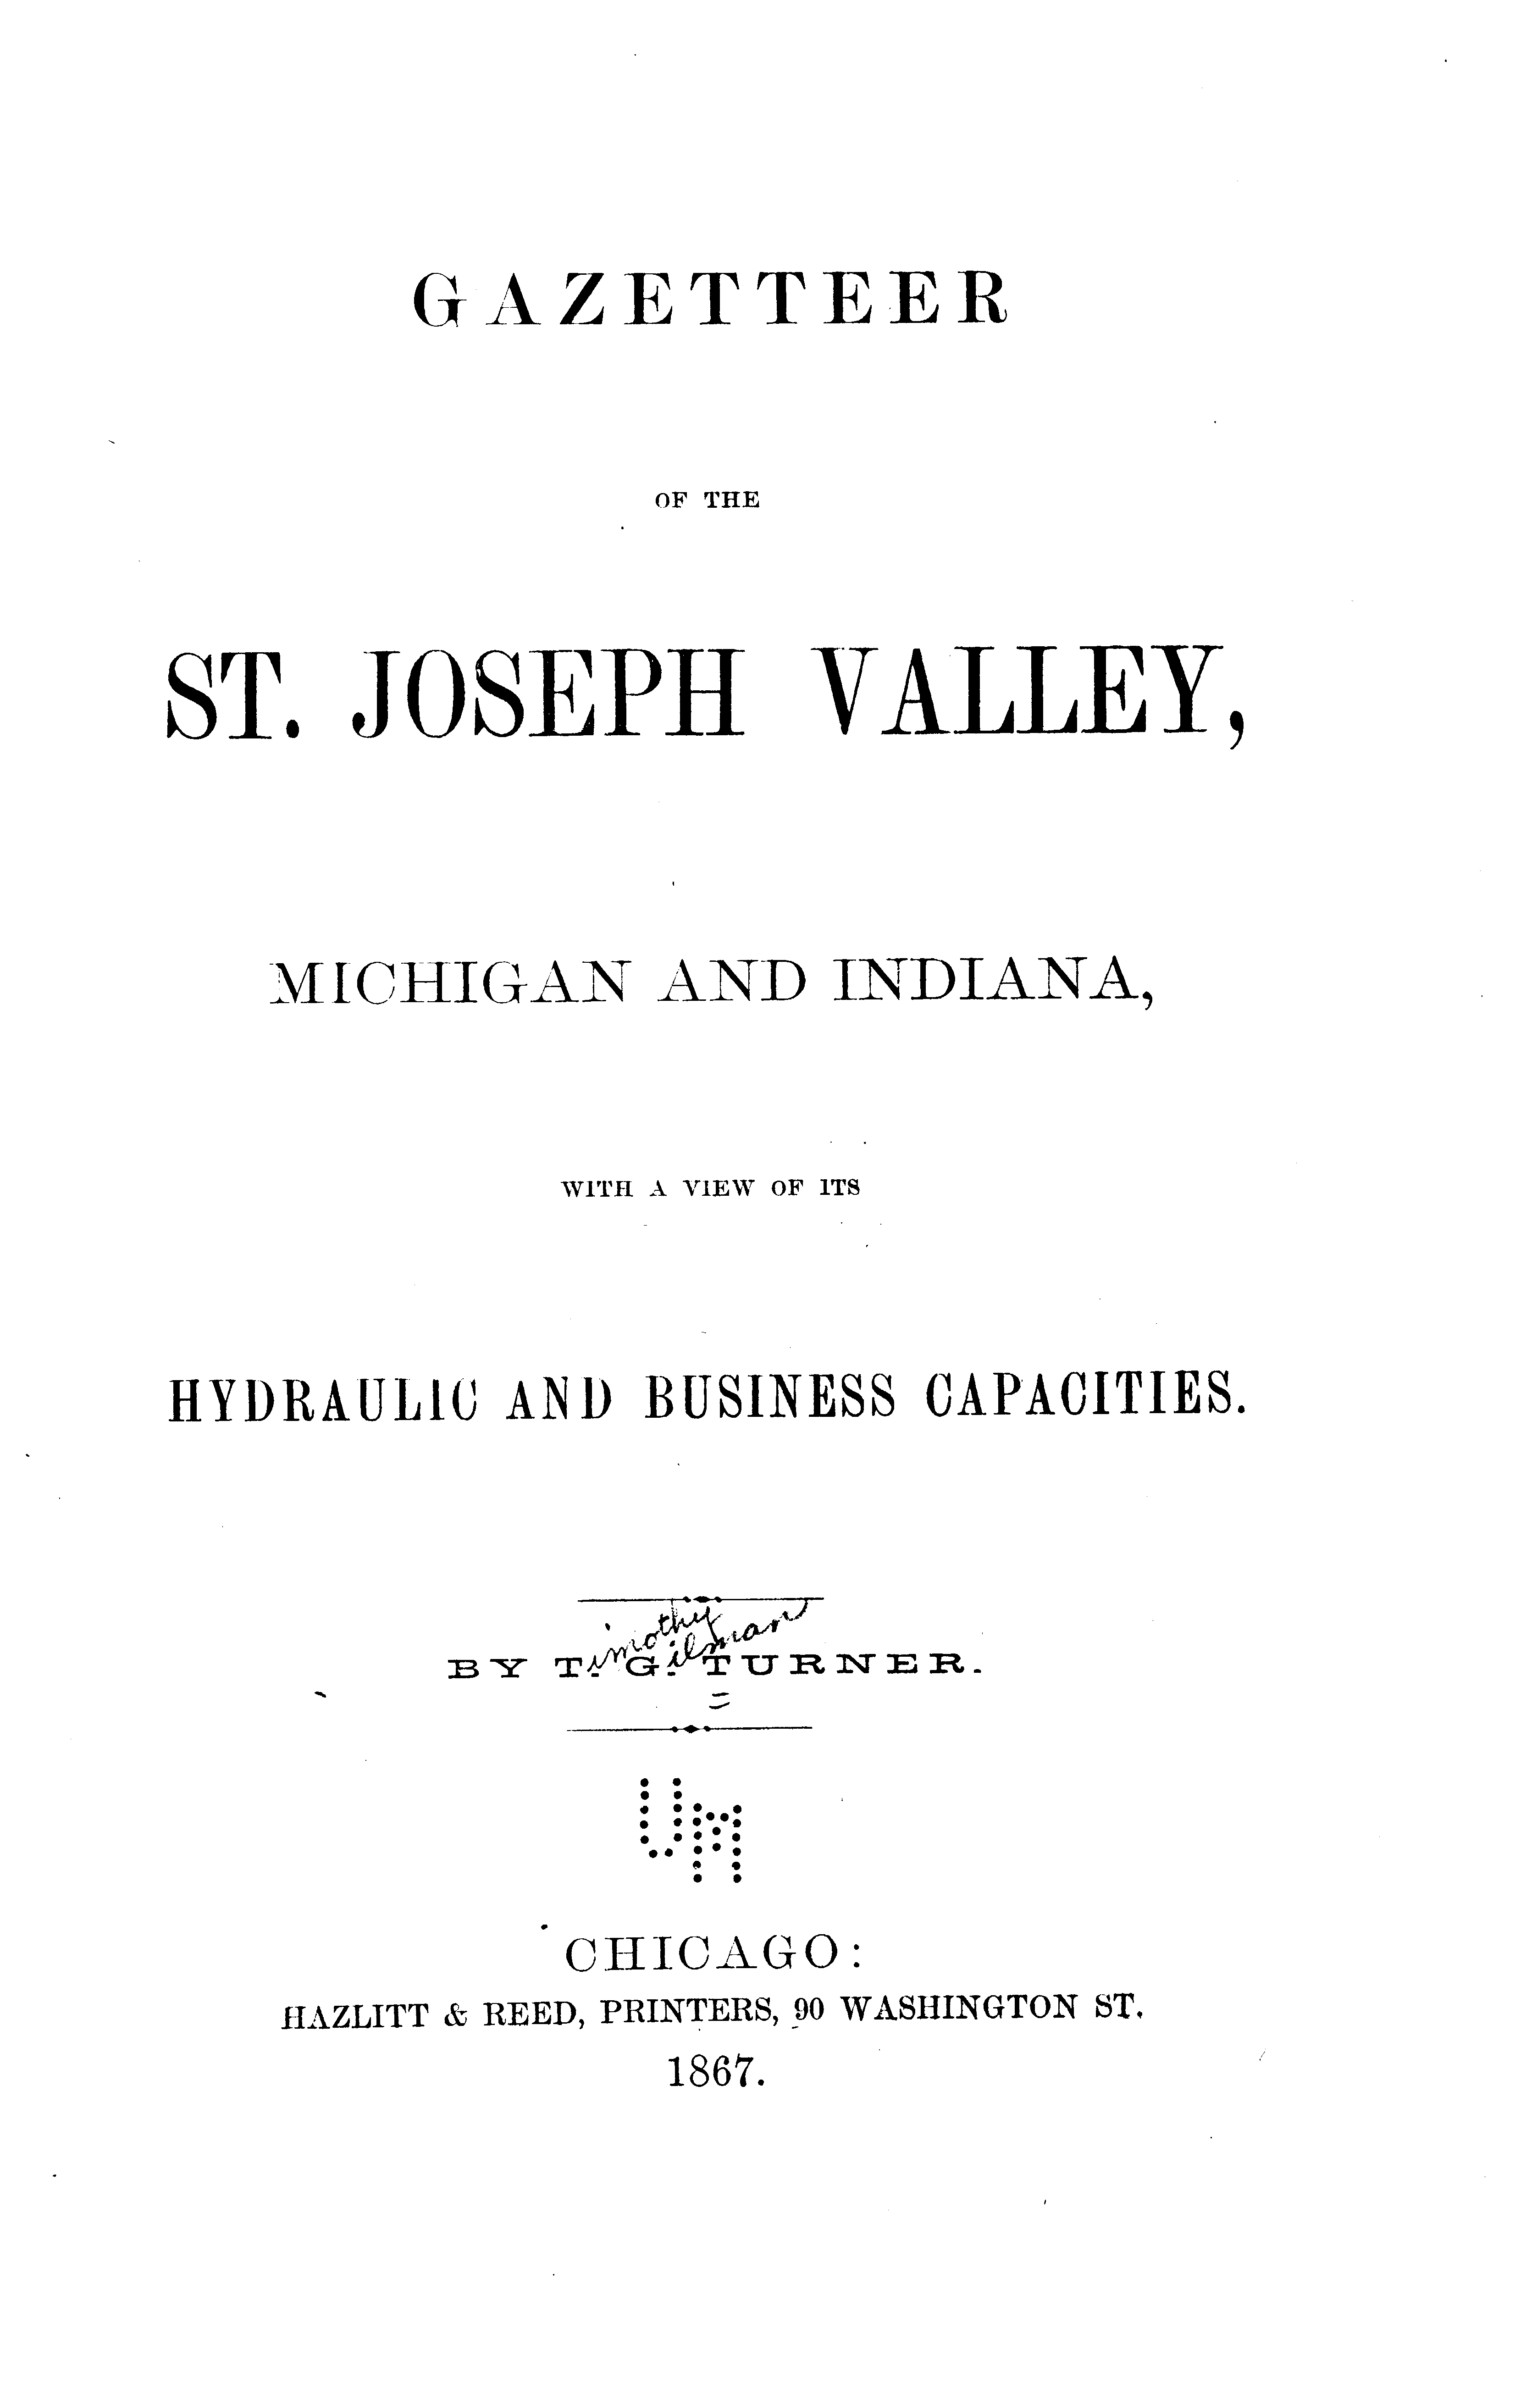 GAZETTEER
OF THE
ST. JOSEPH VALLEY,
MICHIGAN AND INDIANA,
WITH A VIEW OF ITS
HYDRAULIC AND BUSINESS CAPACITIES.
imothy ilman
BY T. G. TURNER.
UM
CHICAGO:
HAZLITT & REED, PRINTERS, 90 WASHINGTON ST.
1867.